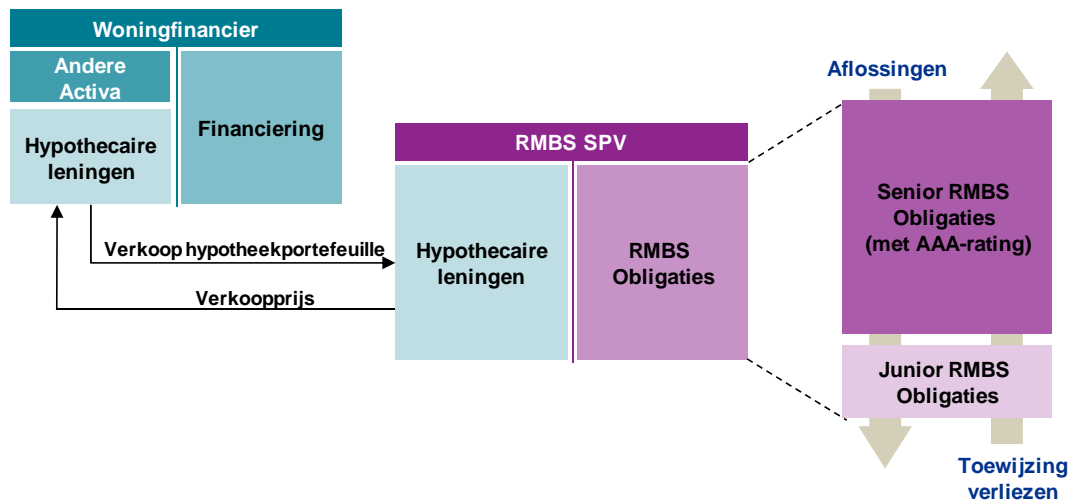 Woningfinancier
Andere
Activa
Financiering
Hypothecaire
leningen
Verkoop hypotheekportefeuille
Verkoopprijs
RMBS SPV
Hypothecaire
leningen
RMBS
Obligaties
Aflossingen
Senior RMBS
Obligaties
(met AAA-rating)
Junior RMBS
Obligaties
Toewijzing
verliezen